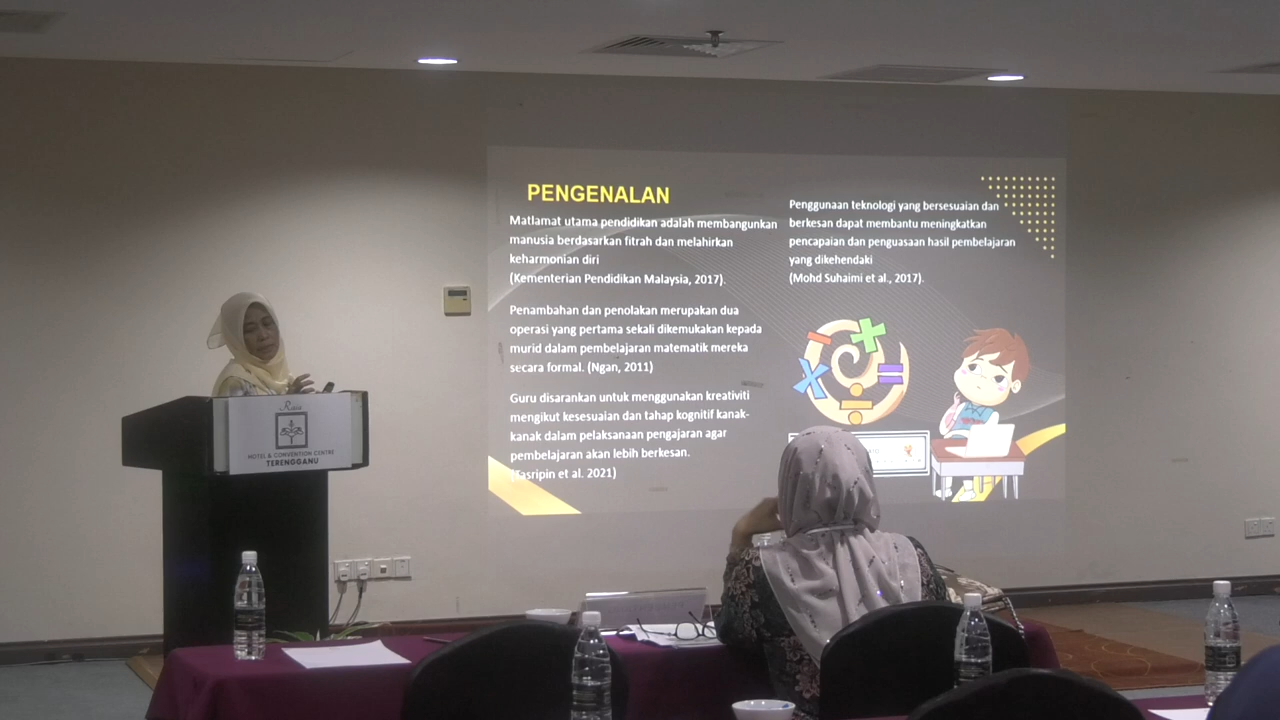 PENGENALAN
Matlamat utama pendidikan adalah membangunkan
manusia berdasarkan fitrah dan melahirkan
keharmonian diri
(Kementerian Pendidikan Malaysia, 2017).
Penambahan dan penolakan merupakan dua
operasi yang pertama sekali dikemukakan kepada
murid dalam pembelajaran matematik mereka
secara formal. (Ngan, 2011)
Guru disarankan untuk menggunakan kreativiti
mengikut kesesuaian dan tahap kognitif kanak-
kanak dalam pelaksanaan pengajaran agar
pembelajaran akan lebih berkesan.
(Tasripin et al. 2021)
Penggunaan teknologi yang bersesuaian dan
berkesan dapat membantu meningkatkan
pencapaian dan penguasaan hasil pembelajaran
yang dikehendaki
(Mohd Suhaimi et al., 2017).
Raia
HOTEL & CONVENTION CENTRE
TERENGGANU